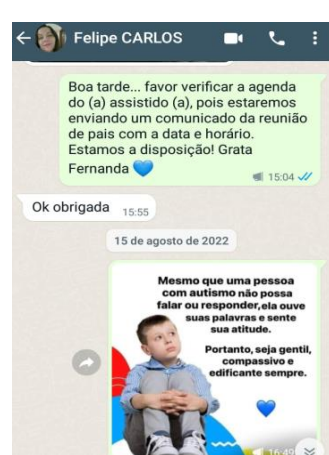 Felipe CARLOS
Boa tarde... favor verificar a agenda
do (a) assistido (a), pois estaremos
enviando um comunicado da reunião
de pais com a data e horário.
Estamos a disposição! Grata
Fernanda 💙
15:04
Ok obrigada
15:55
15 de agosto de 2022
Mesmo que uma pessoa
com autismo não possa
falar ou responder,ela ouve
suas palavras e sente
sua atitude.
Portanto, seja gentil,
compassivo e
edificante sempre.
16:49